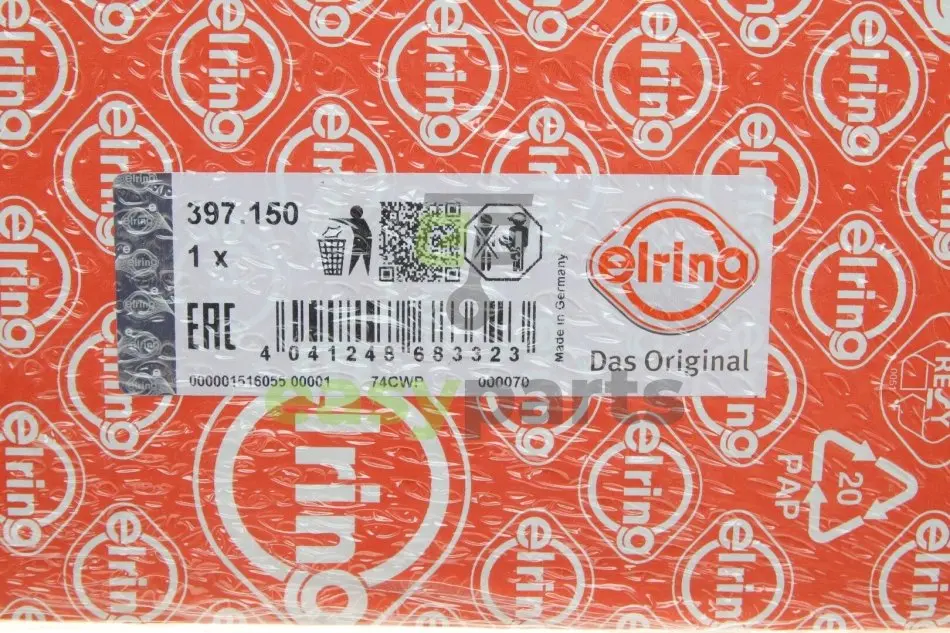 397.150
1 x
EAC
4 041248 683323
Made in Germany
elring
Das Original
000001516055 00001 74CWP 000070
easyparts
20
PAP
elring